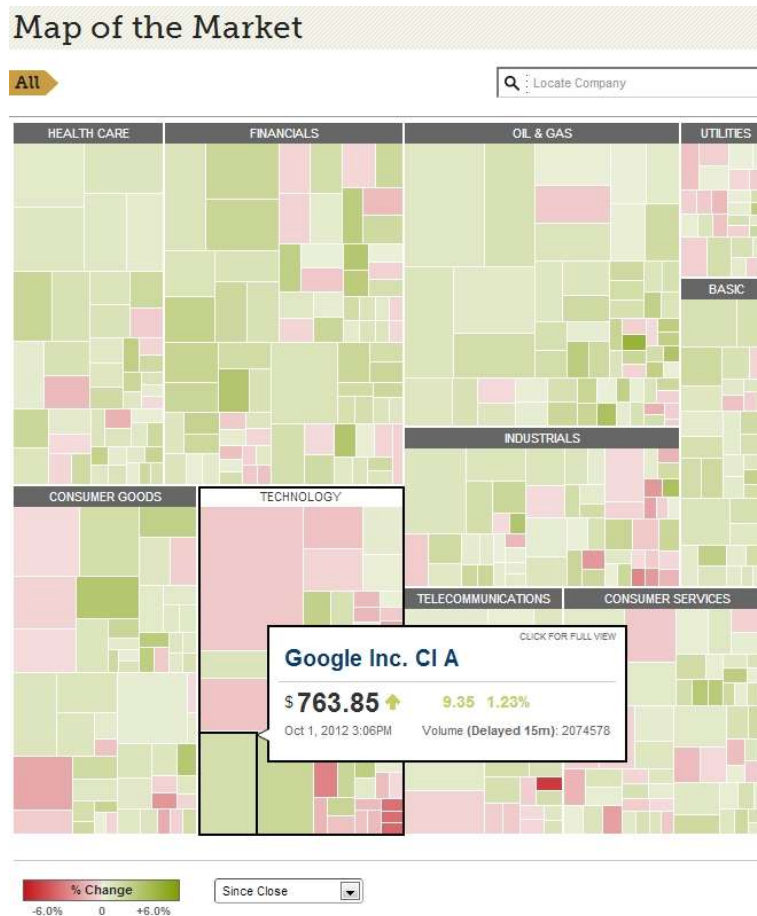 Map of the Market
All
Locate Company
HEALTH CARE
FINANCIALS
OIL & GAS
UTILITIES
BASIC
INDUSTRIALS
CONSUMER GOODS
TECHNOLOGY
TELECOMMUNICATIONS
CONSUMER SERVICES
CLICK FOR FULL VIEW
Google Inc. Cl A
$ 763.85 9.35 1.23%
Oct 1, 2012 3:06PM Volume (Delayed 15m): 2074578
% Change
-6.0% 0 +6.0%
Since Close